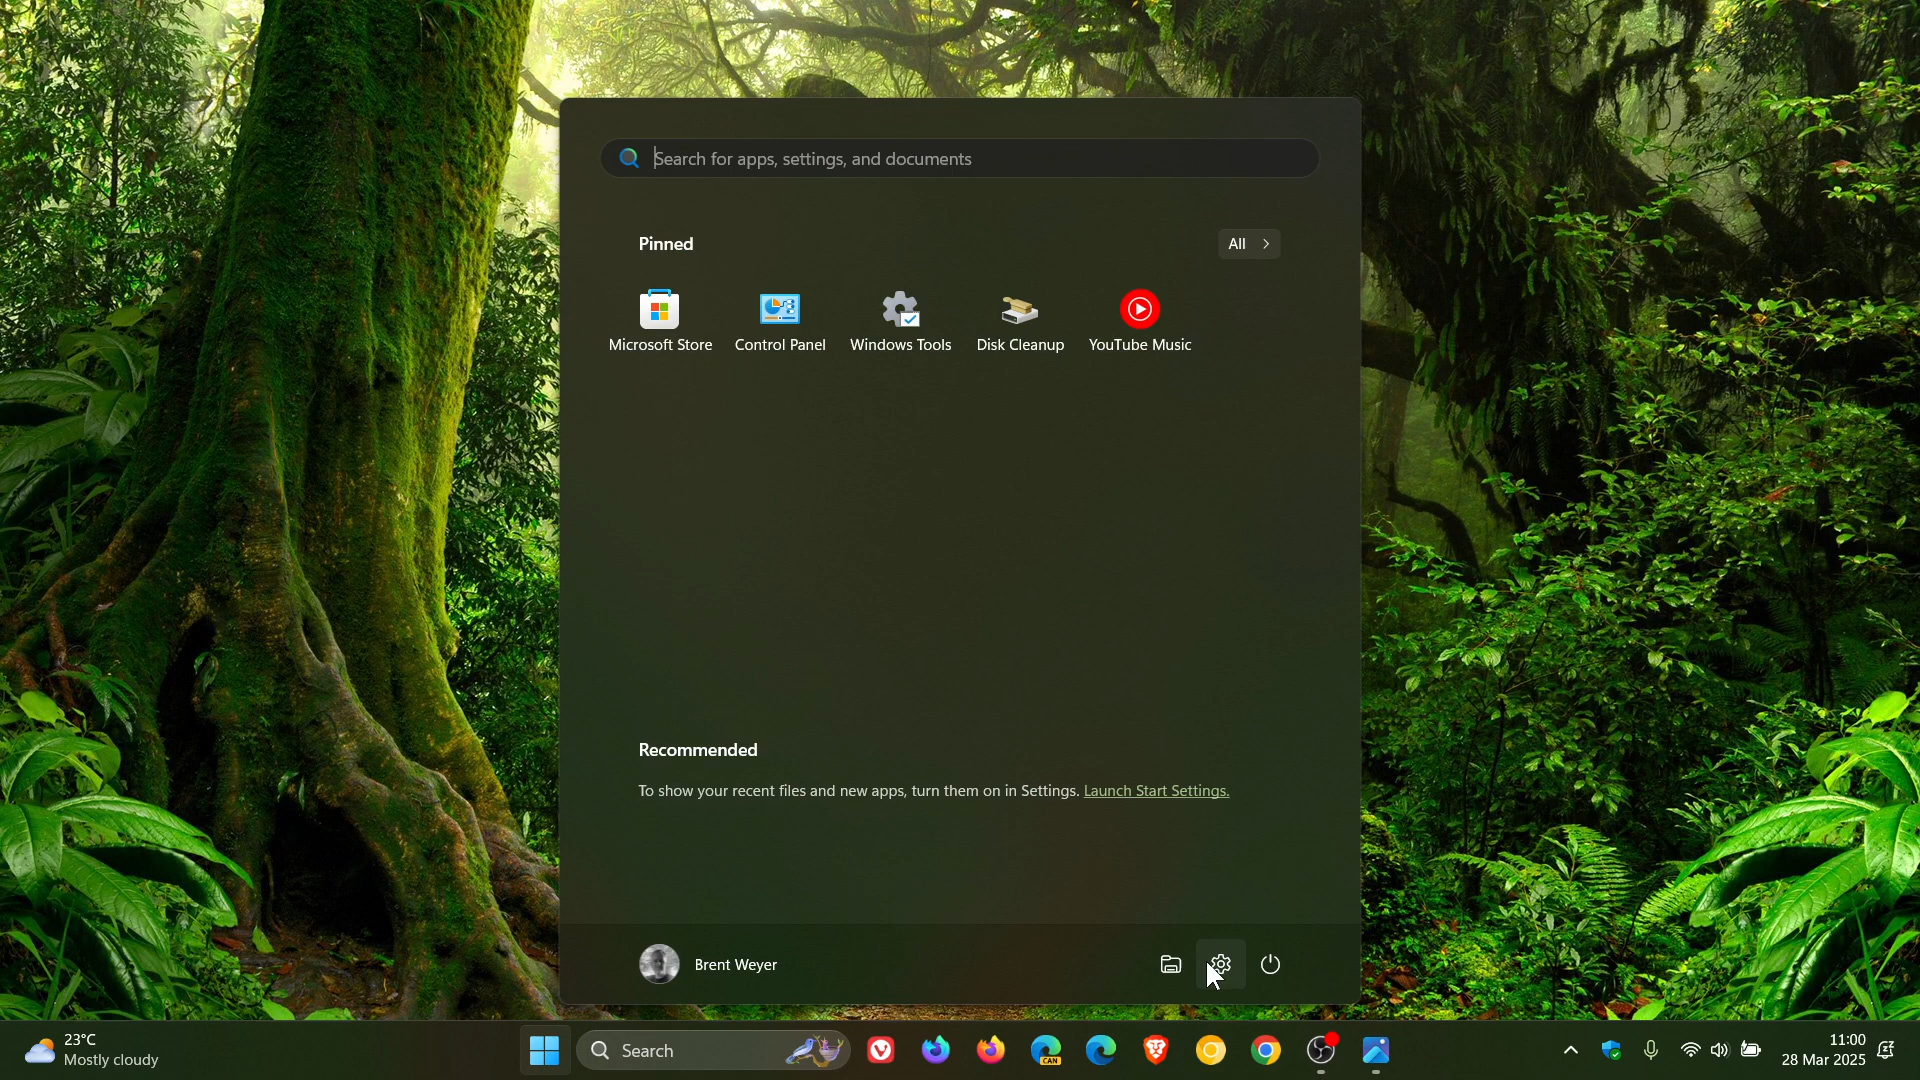 Search for apps, settings, and documents
Pinned
All
Microsoft Store
Control Panel
Windows Tools
Disk Cleanup
YouTube Music
Recommended
To show your recent files and new apps, turn them on in Settings. Launch Start Settings.
Brent Weyer
23°C
Mostly cloudy
Search
CAN
11:00
28 Mar 2025